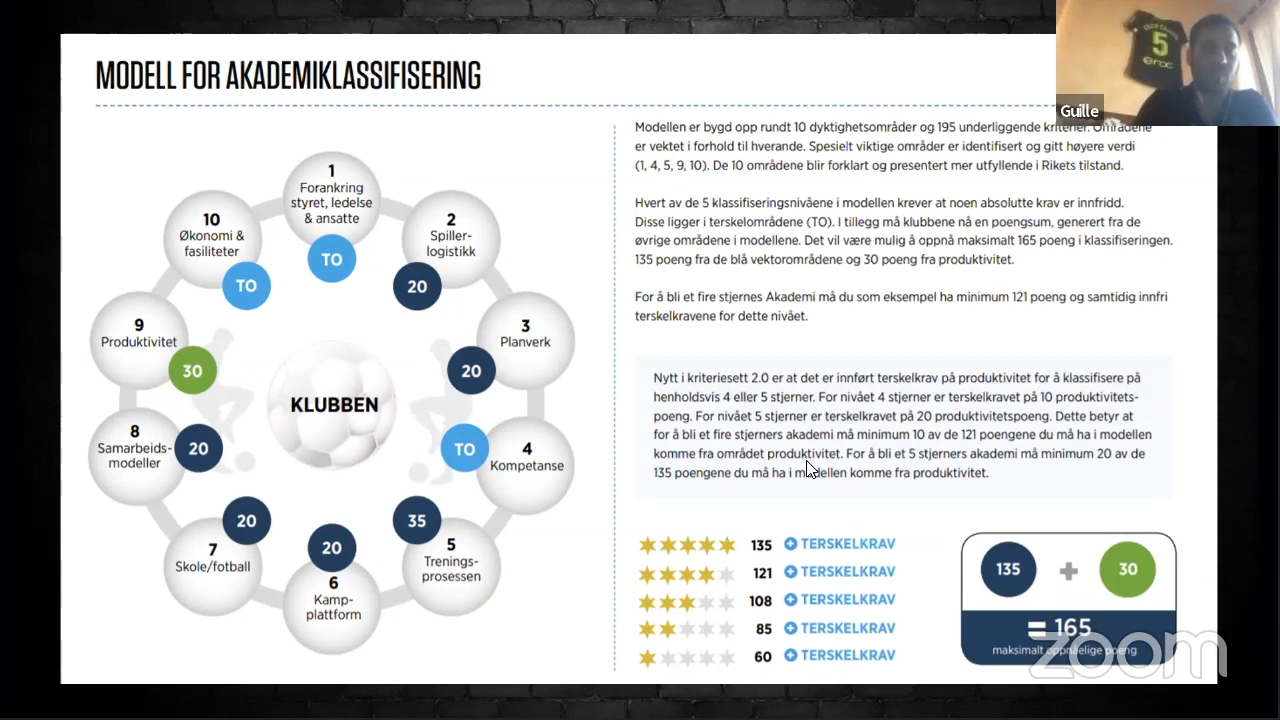 MODELL FOR AKADEMIKLASSIFISERING
5
Guille
1
Forankring
styret, ledelse
& ansatte
TO
2
Spiller-
logistikk
20
3
Planverk
20
4
Kompetanse
TO
5
Trenings-
prosessen
35
6
Kamp-
plattform
20
7
Skole/fotball
20
8
Samarbeids-
modeller
20
9
Produktivitet
30
10
Økonomi &
fasiliteter
TO
KLUBBEN
Modellen er bygd opp rundt 10 dyktighetsområder og 195 underliggende kriterier. Områdene
er vektet i forhold til hverande. Spesielt viktige områder er identifisert og gitt høyere verdi
(1, 4, 5, 9, 10). De 10 områdene blir forklart og presentert mer utfyllende i Rikets tilstand.
Hvert av de 5 klassifiseringsnivåene i modellen krever at noen absolutte krav er innfridd.
Disse ligger i terskelområdene (TO). I tillegg må klubbene nå en poengsum, generert fra de
øvrige områdene i modellene. Det vil være mulig å oppnå maksimalt 165 poeng i klassifiseringen.
135 poeng fra de blå vektorområdene og 30 poeng fra produktivitet.
For å bli et fire stjernes Akademi må du som eksempel ha minimum 121 poeng og samtidig innfri
terskelkravene for dette nivået.
Nytt i kriteriesett 2.0 er at det er innført terskelkrav på produktivitet for å klassifisere på
henholdsvis 4 eller 5 stjerner. For nivået 4 stjerner er terskelkravet på 10 produktivitets-
poeng. For nivået 5 stjerner er terskelkravet på 20 produktivitetspoeng. Dette betyr at
for å bli et fire stjerners akademi må minimum 10 av de 121 poengene du må ha i modellen
komme fra området produktivitet. For å bli et 5 stjerners akademi må minimum 20 av de
135 poengene du må ha i modellen komme fra produktivitet.
135 + TERSKELKRAV
121 + TERSKELKRAV
108 + TERSKELKRAV
85 + TERSKELKRAV
60 + TERSKELKRAV
135 + 30
= 165
maksimalt oppnåelige poeng
zoom